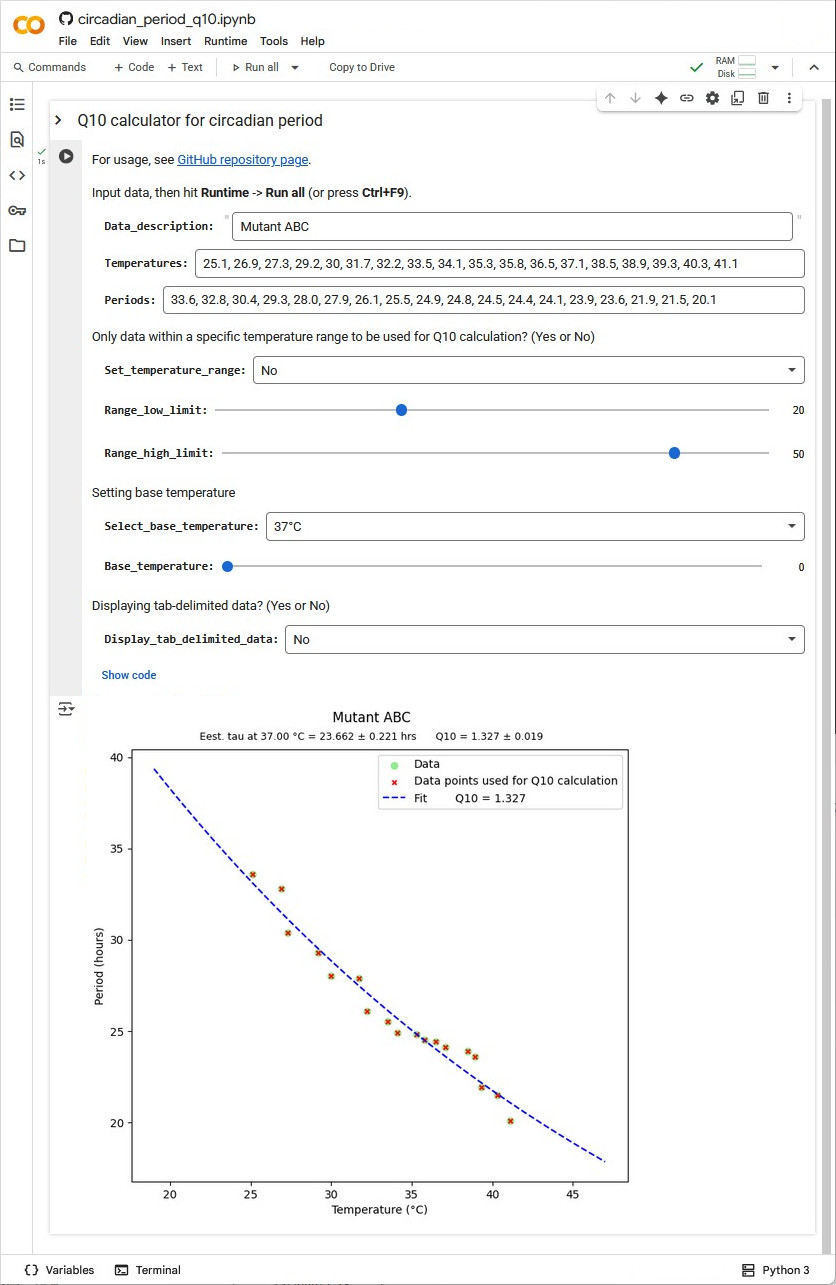 circadian_period_q10.ipynb
File Edit View Insert Runtime Tools Help
Commands + Code + Text Run all Copy to Drive RAM
Disk
Q10 calculator for circadian period
1s
For usage, see GitHub repository page.
Input data, then hit Runtime -> Run all (or press Ctrl+F9).
Data_description: " Mutant ABC "
Temperatures: 25.1, 26.9, 27.3, 29.2, 30, 31.7, 32.2, 33.5, 34.1, 35.3, 35.8, 36.5, 37.1, 38.5, 38.9, 39.3, 40.3, 41.1
Periods: 33.6, 32.8, 30.4, 29.3, 28.0, 27.9, 26.1, 25.5, 24.9, 24.8, 24.5, 24.4, 24.1, 23.9, 23.6, 21.9, 21.5, 20.1
Only data within a specific temperature range to be used for Q10 calculation? (Yes or No)
Set_temperature_range: No
Range_low_limit: 20
Range_high_limit: 50
Setting base temperature
Select_base_temperature: 37°C
Base_temperature: 0
Displaying tab-delimited data? (Yes or No)
Display_tab_delimited_data: No
Show code
Mutant ABC
Eest. tau at 37.00 °C = 23.662 ± 0.221 hrs Q10 = 1.327 ± 0.019
Data
Data points used for Q10 calculation
Fit Q10 = 1.327
40
35
30
25
20
Period (hours)
20 25 30 35 40 45
Temperature (°C)
{} Variables Terminal Python 3